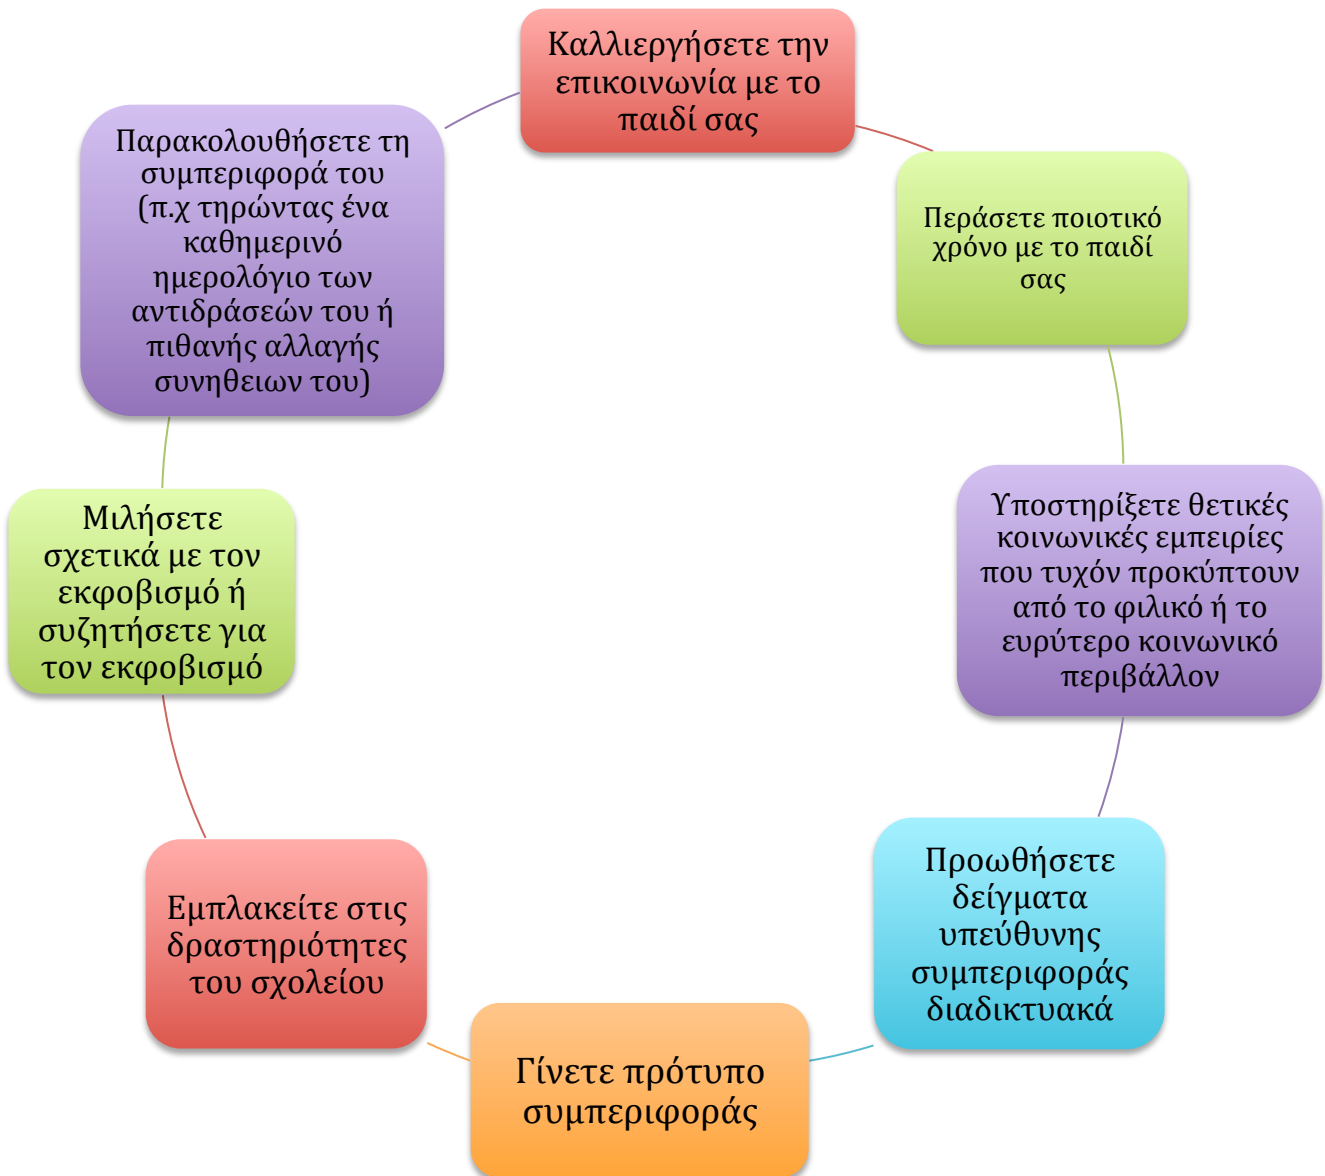 Καλλιεργήσετε την
επικοινωνία με το
παιδί σας
Περάσετε ποιοτικό
χρόνο με το παιδί
σας
Υποστηρίξετε θετικές
κοινωνικές εμπειρίες
που τυχόν προκύπτουν
από το φιλικό ή το
ευρύτερο κοινωνικό
περιβάλλον
Προωθήσετε
δείγματα
υπεύθυνης
συμπεριφοράς
διαδικτυακά
Γίνετε πρότυπο
συμπεριφοράς
Εμπλακείτε στις
δραστηριότητες
του σχολείου
Μιλήσετε
σχετικά με τον
εκφοβισμό ή
συζητήσετε για
τον εκφοβισμό
Παρακολουθήσετε τη
συμπεριφορά του
(π.χ τηρώντας ένα
καθημερινό
ημερολόγιο των
αντιδράσεών του ή
πιθανής αλλαγής
συνηθειων του)